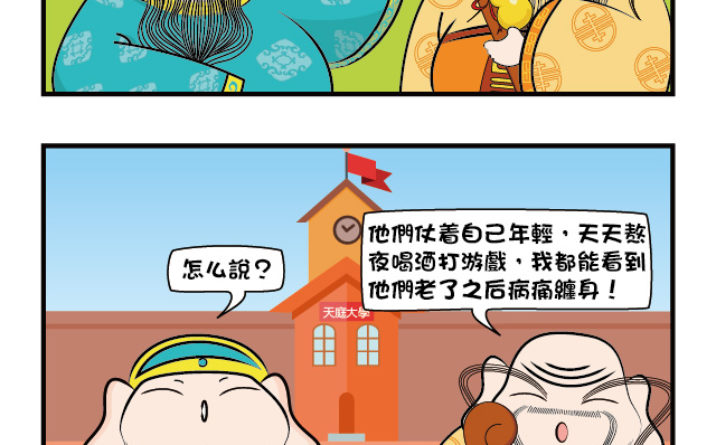 怎么說？
他們仗着自己年輕，天天熬
夜喝酒打游戲，我都能看到
他們老了之后病痛纏身！
天庭大學